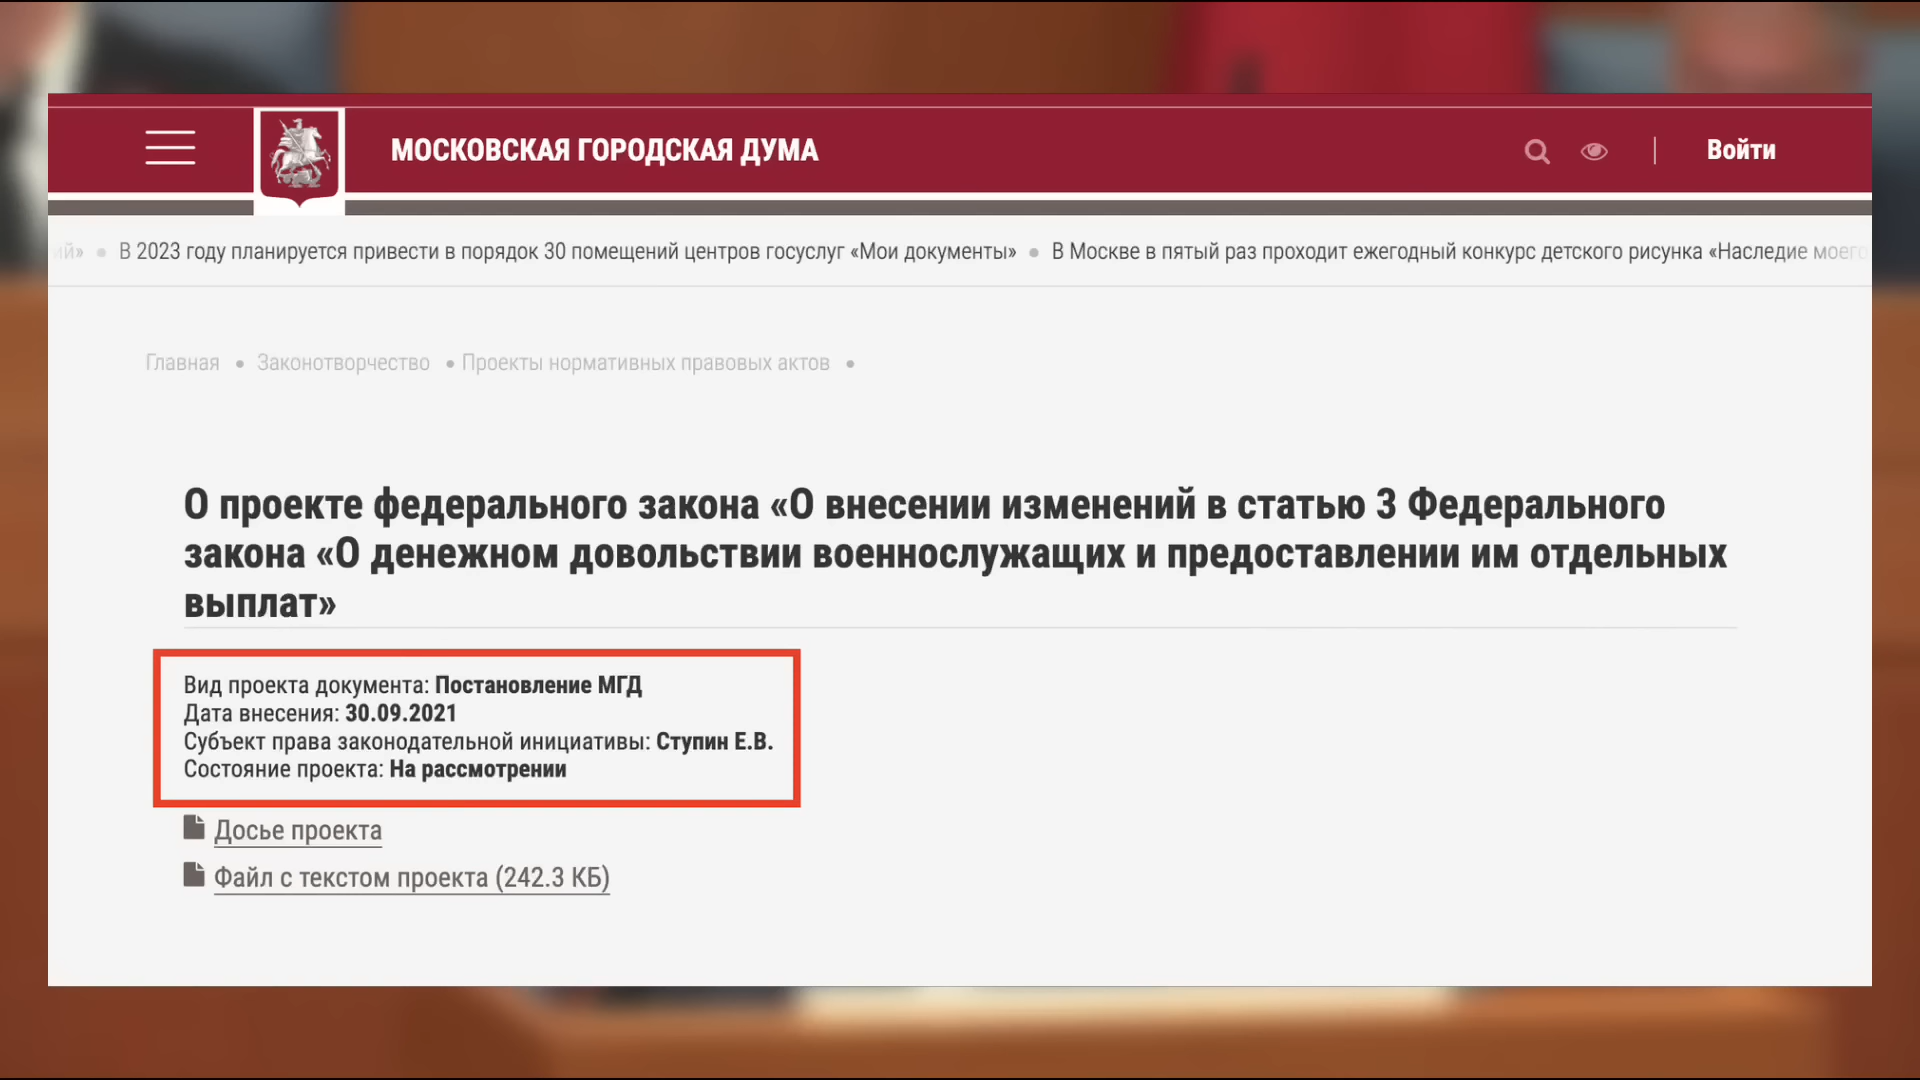 МОСКОВСКАЯ ГОРОДСКАЯ ДУМА
Войти
ий» • В 2023 году планируется привести в порядок 30 помещений центров госуслуг «Мои документы» • В Москве в пятый раз проходит ежегодный конкурс детского рисунка «Наследие моего
Главная • Законотворчество • Проекты нормативных правовых актов •
О проекте федерального закона «О внесении изменений в статью 3 Федерального
закона «О денежном довольствии военнослужащих и предоставлении им отдельных
выплат»
Вид проекта документа: Постановление МГД
Дата внесения: 30.09.2021
Субъект права законодательной инициативы: Ступин Е.В.
Состояние проекта: На рассмотрении
Досье проекта
Файл с текстом проекта (242.3 КБ)